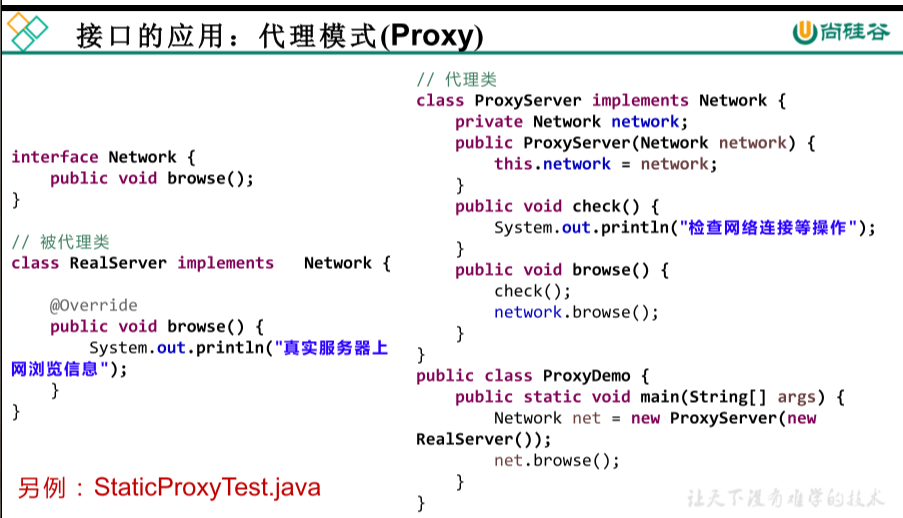 接口的应用：代理模式(Proxy)
尚硅谷
interface Network {
public void browse();
}
// 被代理类
class RealServer implements Network {
@Override
public void browse() {
System.out.println("真实服务器上
网浏览信息");
}
}
另例：StaticProxyTest.java
// 代理类
class ProxyServer implements Network {
private Network network;
public ProxyServer(Network network) {
this.network = network;
}
public void check() {
System.out.println("检查网络连接等操作");
}
public void browse() {
check();
network.browse();
}
}
public class ProxyDemo {
public static void main(String[] args) {
Network net = new ProxyServer(new
RealServer());
net.browse();
}
}
让天下没有难学的技术